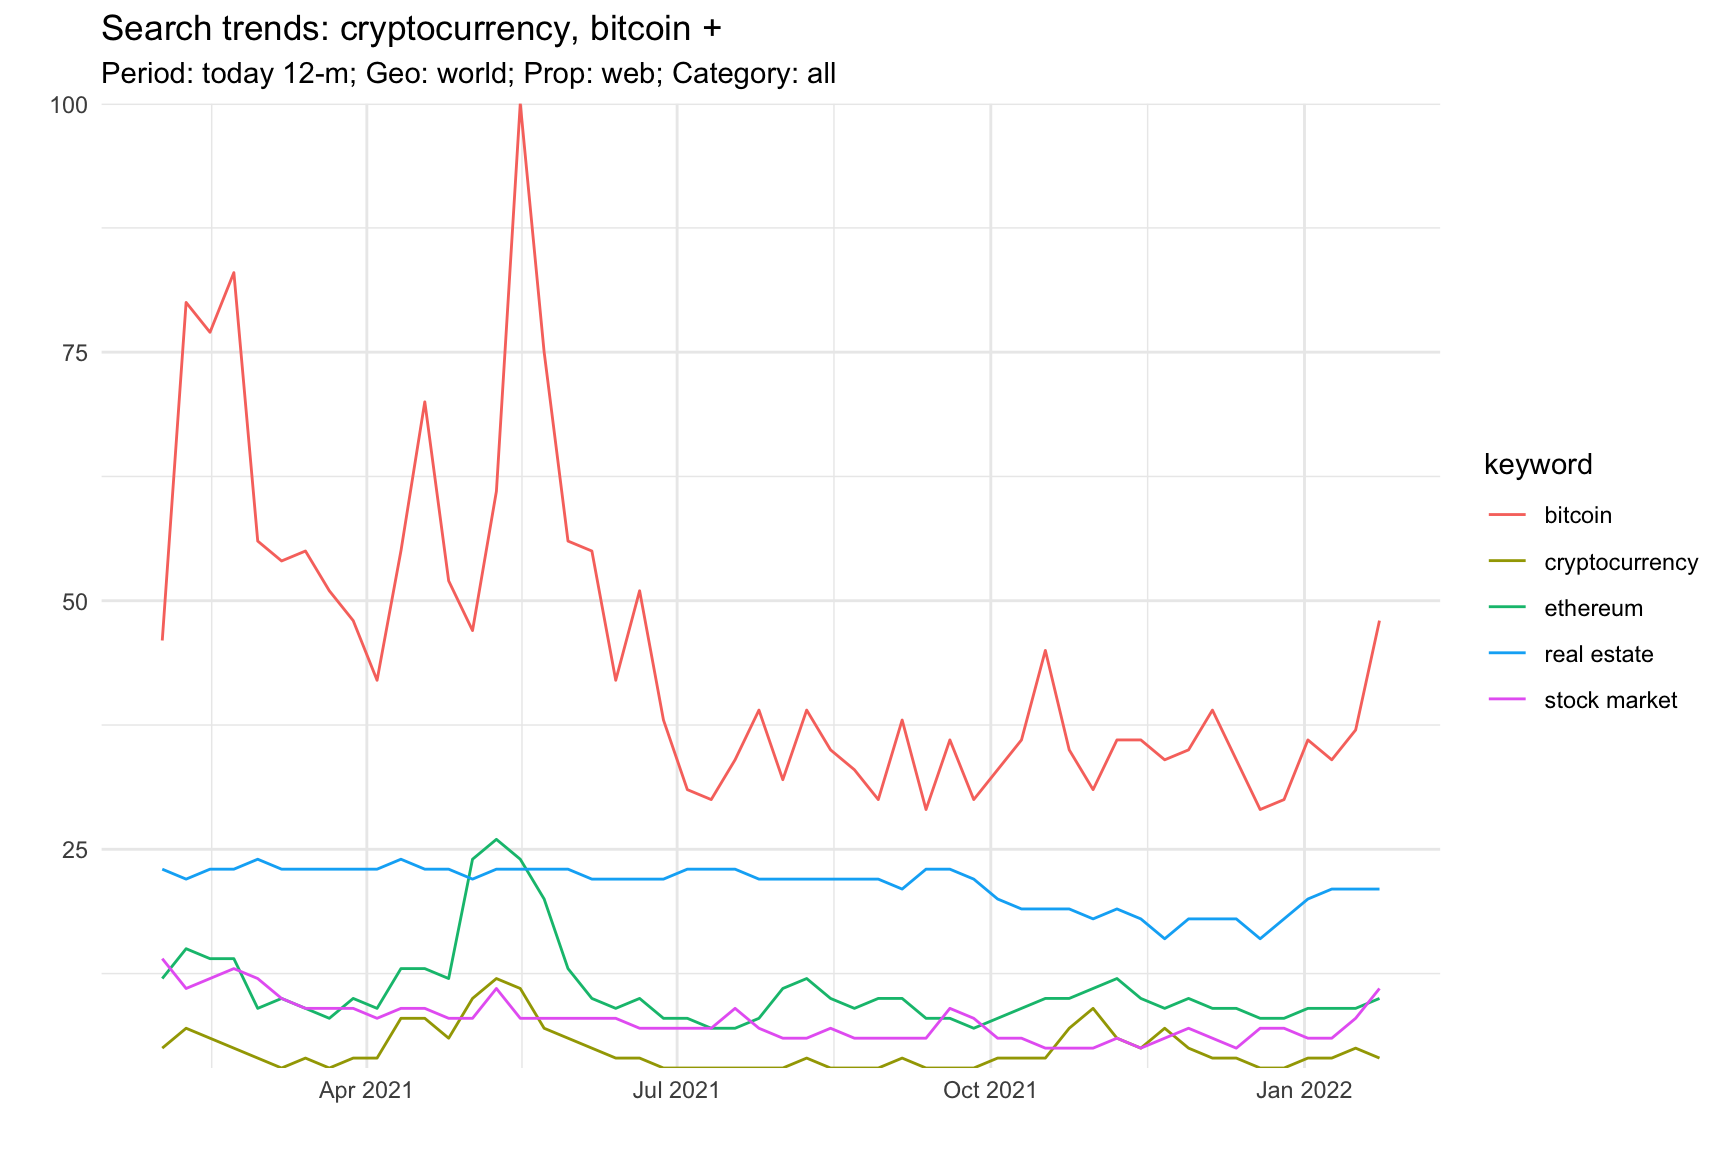 Search trends: cryptocurrency, bitcoin +
Period: today 12-m; Geo: world; Prop: web; Category: all
100
75
50
25
Apr 2021
Jul 2021
Oct 2021
Jan 2022
keyword
bitcoin
cryptocurrency
ethereum
real estate
stock market